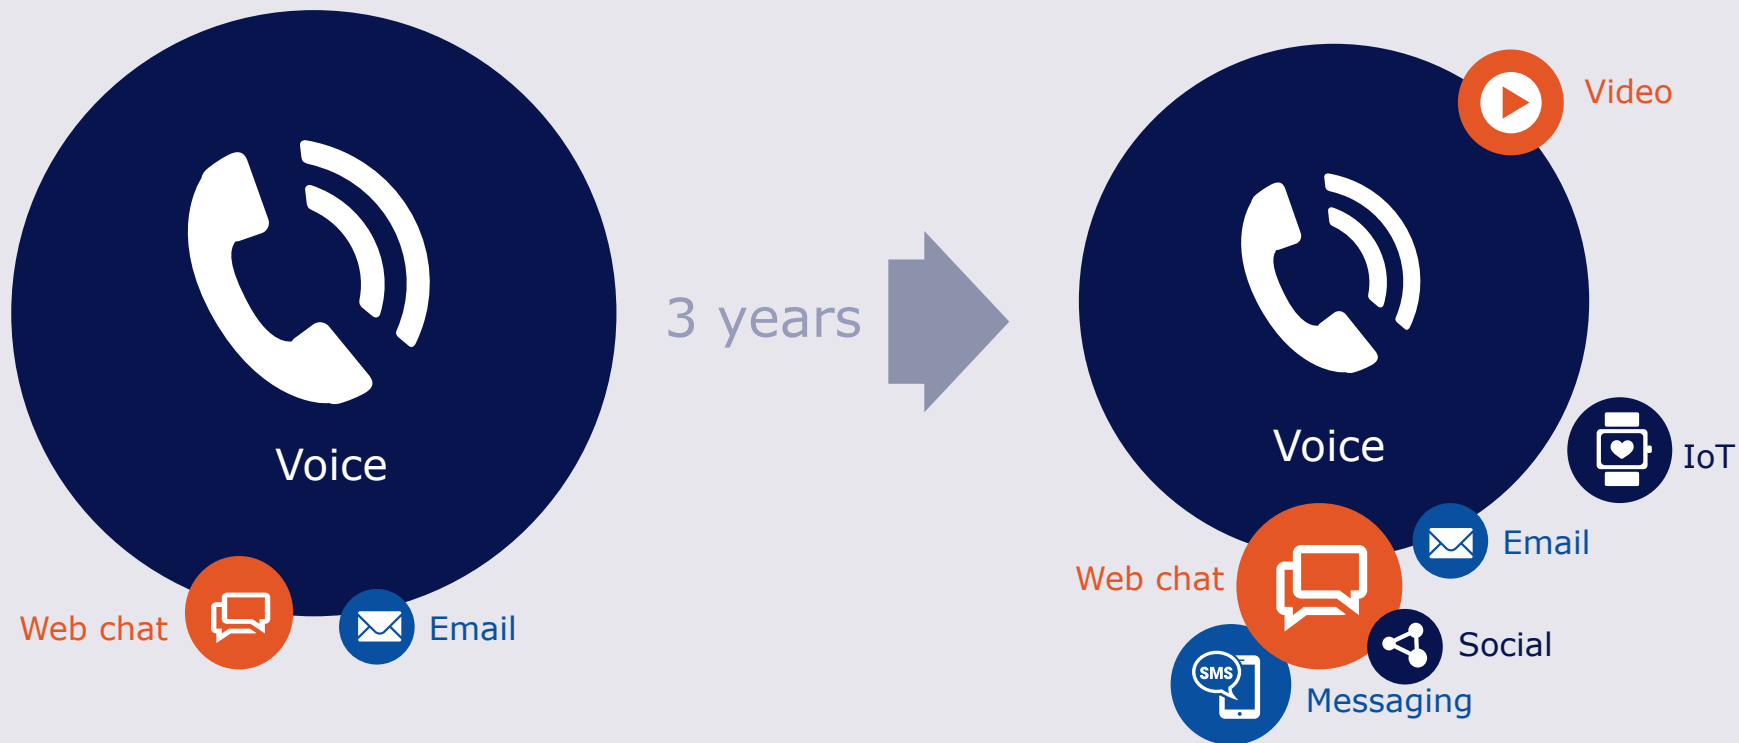 Voice
Web chat
Email
3 years
Video
Voice
IoT
Email
Web chat
Social
SMS
Messaging